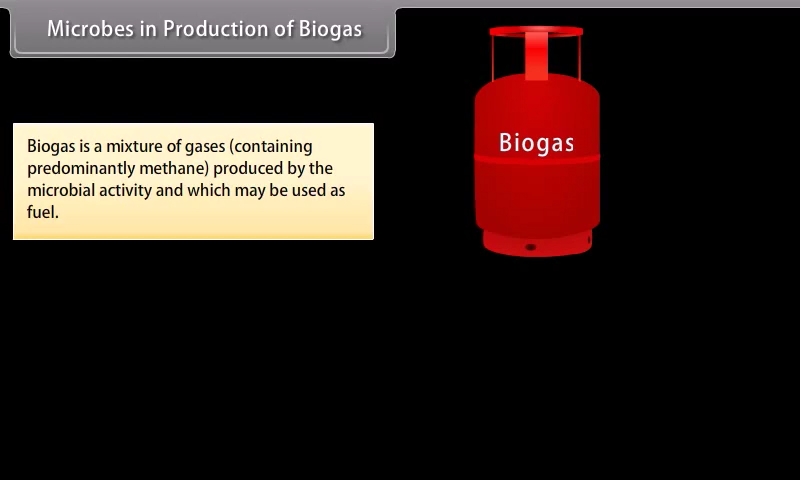 Microbes in Production of Biogas
Biogas is a mixture of gases (containing
predominantly methane) produced by the
microbial activity and which may be used as
fuel.
Biogas